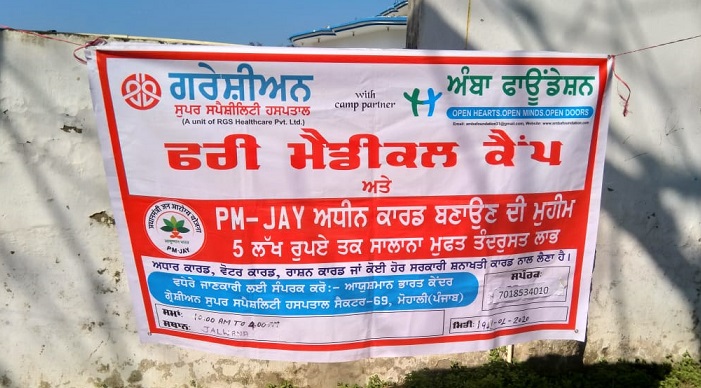 ਗਰੇਸ਼ੀਅਨ
ਸੁਪਰ ਸਪੈਸ਼ੀਲਿਟੀ ਹਸਪਤਾਲ
(A unit of RGS Healthcare Pvt. Ltd.)
with
camp partner
ਅੰਬਾ ਫਾਊਂਡੇਸ਼ਨ
OPEN HEARTS.OPEN MINDS.OPEN DOORS
ਫਰੀ ਮੈਡੀਕਲ ਕੈਂਪ
ਅਤੇ
PM-JAY ਅਧੀਨ ਕਾਰਡ ਬਣਾਉਣ ਦੀ ਮੁਹੀਮ
5 ਲੱਖ ਰੁਪਏ ਤਕ ਸਾਲਾਨਾ ਮੁਫਤ ਤੰਦਰੁਸਤ ਲਾਭ
PM-JAY
ਅਧਾਰ ਕਾਰਡ, ਵੋਟਰ ਕਾਰਡ, ਰਾਸ਼ਨ ਕਾਰਡ ਜਾਂ ਕੋਈ ਹੋਰ ਸਰਕਾਰੀ ਸ਼ਨਾਖਤੀ ਕਾਰਡ ਨਾਲ ਲੈਣਾ ਹੈ।
ਵਧੇਰੇ ਜਾਣਕਾਰੀ ਲਈ ਸੰਪਰਕ ਕਰੋ:- ਆਯੁਸ਼ਮਾਨ ਭਾਰਤ ਕੇਂਦਰ
ਗ੍ਰੇਸ਼ੀਅਨ ਸੁਪਰ ਸਪੈਸ਼ੀਲਿਟੀ ਹਸਪਤਾਲ ਸੈਕਟਰ-69, ਮੋਹਾਲੀ(ਪੰਜਾਬ)
ਸੰਪਰਕ:
7018534010
ਸਮਾਂ: 10:00 AM TO 4:00
ਸਥਾਨ:
ਮਿਤੀ: